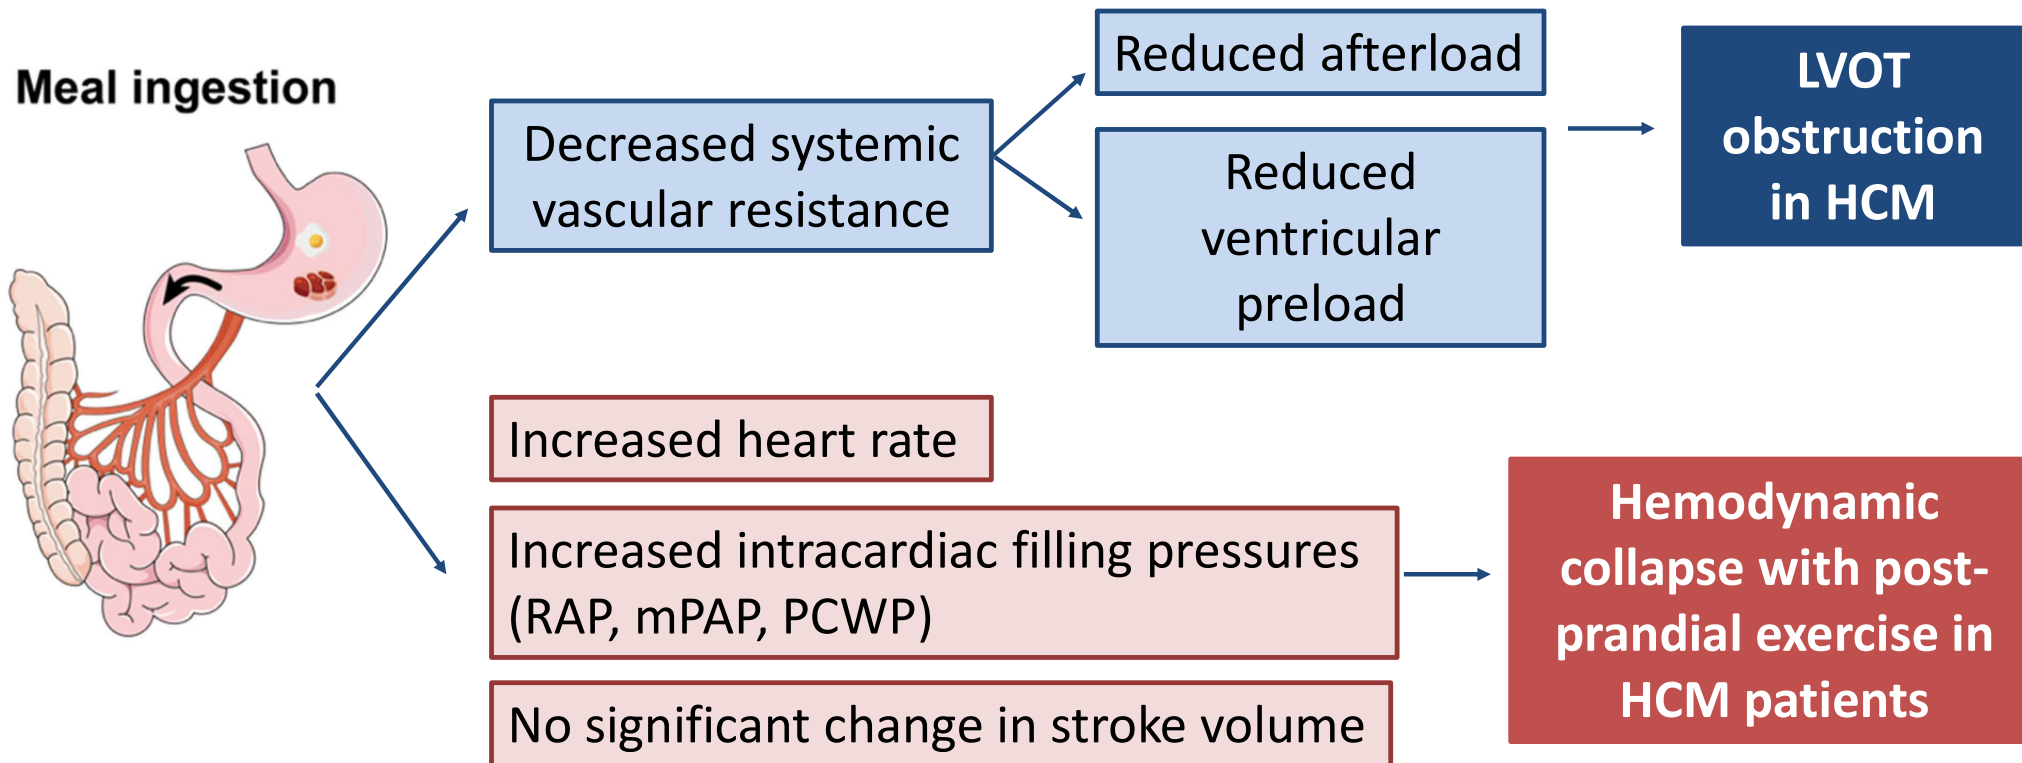 Meal ingestion
Decreased systemic
vascular resistance
Reduced afterload
Reduced
ventricular
preload
LVOT
obstruction
in HCM
Increased heart rate
Increased intracardiac filling pressures
(RAP, mPAP, PCWP)
No significant change in stroke volume
Hemodynamic
collapse with post-
prandial exercise in
HCM patients